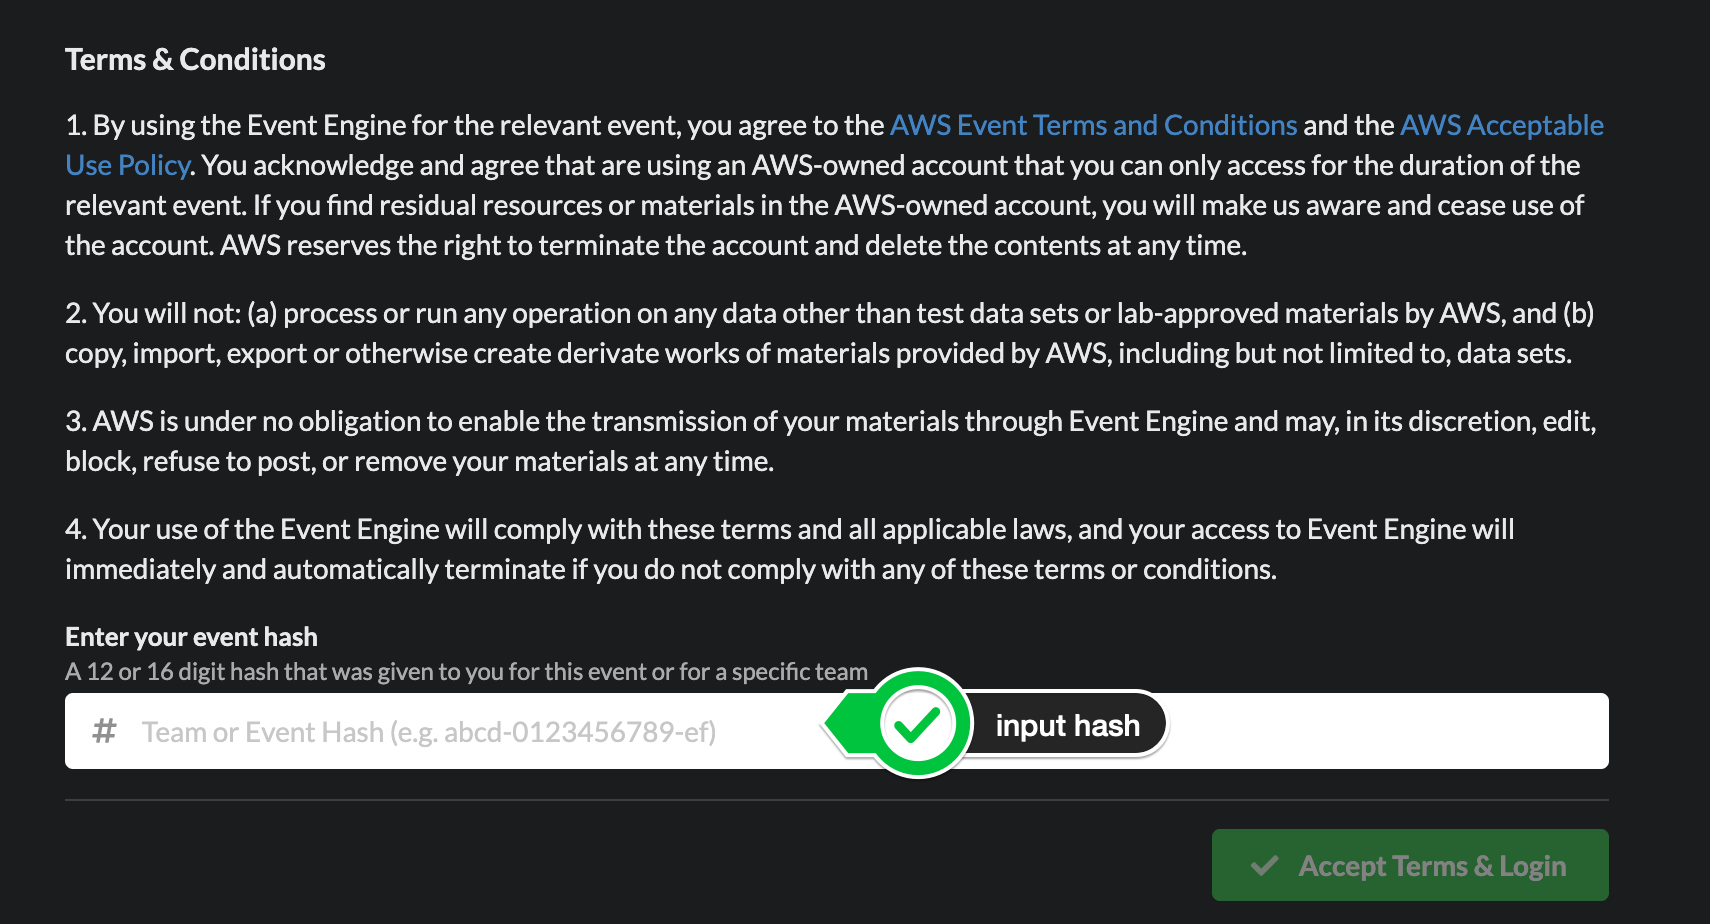 Terms & Conditions
1. By using the Event Engine for the relevant event, you agree to the AWS Event Terms and Conditions and the AWS Acceptable
Use Policy. You acknowledge and agree that are using an AWS-owned account that you can only access for the duration of the
relevant event. If you find residual resources or materials in the AWS-owned account, you will make us aware and cease use of
the account. AWS reserves the right to terminate the account and delete the contents at any time.
2. You will not: (a) process or run any operation on any data other than test data sets or lab-approved materials by AWS, and (b)
copy, import, export or otherwise create derivate works of materials provided by AWS, including but not limited to, data sets.
3. AWS is under no obligation to enable the transmission of your materials through Event Engine and may, in its discretion, edit,
block, refuse to post, or remove your materials at any time.
4. Your use of the Event Engine will comply with these terms and all applicable laws, and your access to Event Engine will
immediately and automatically terminate if you do not comply with any of these terms or conditions.
Enter your event hash
A 12 or 16 digit hash that was given to you for this event or for a specific team
# Team or Event Hash (e.g. abcd-0123456789-ef)
input hash
Accept Terms & Login